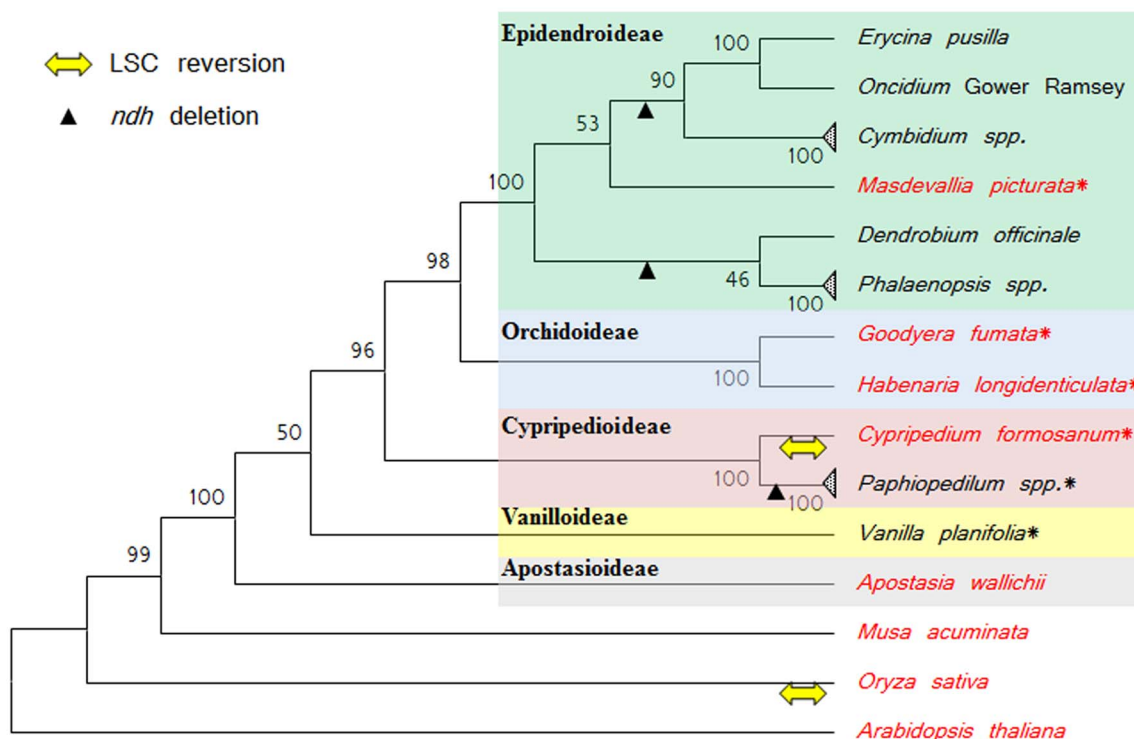 LSC reversion
ndh deletion
Epidendroideae
100
Erycina pusilla
90
Oncidium Gower Ramsey
53
100
Cymbidium spp.
100
Masdevallia picturata*
Dendrobium officinale
98
46
100
Phalaenopsis spp.
Orchidoideae
Goodyera fumata*
96
100
Habenaria longidenticulata*
Cypripedioideae
Cypripedium formosanum*
50
100
100
Paphiopedilum spp.*
100
Vanilloideae
Vanilla planifolia*
99
Apostasioideae
Apostasia wallichii
Musa acuminata
Oryza sativa
Arabidopsis thaliana